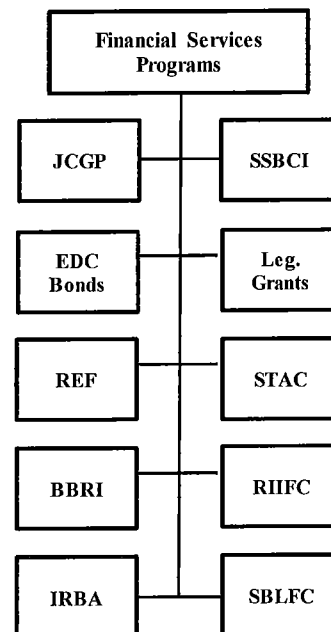 Financial Services
Programs
JCGP
SSBCI
EDC
Bonds
Leg.
Grants
REF
STAC
BBRI
RIIFC
IRBA
SBLFC